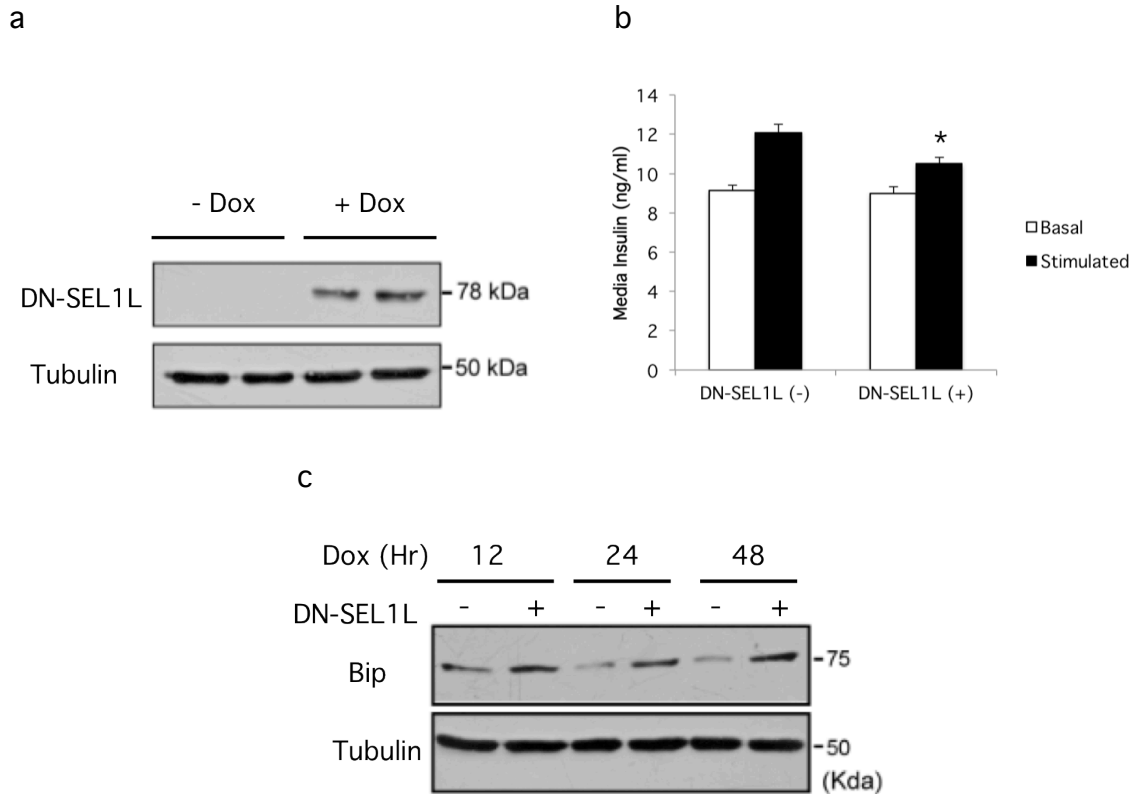 a
- Dox + Dox
DN-SEL1L
78 kDa
Tubulin
50 kDa
b
14
12
10
8
6
4
2
0
Media Insulin (ng/ml)
*
DN-SEL1L (-) DN-SEL1L (+)
Basal
Stimulated
c
Dox (Hr) 12 24 48
DN-SEL1L - + - + - +
Bip
75
Tubulin
50
(Kda)